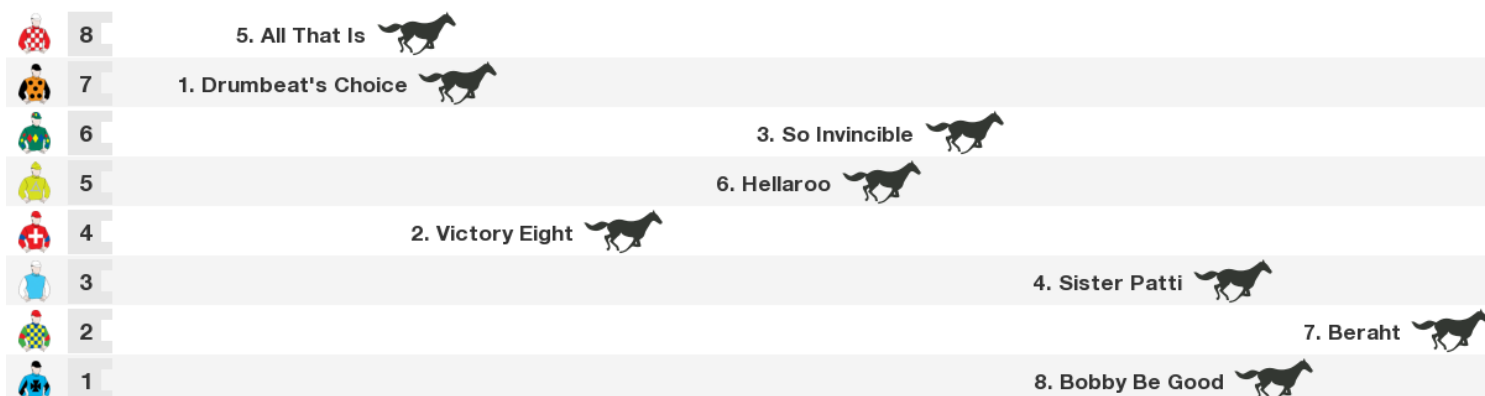 8 5. All That Is
7 1. Drumbeat's Choice
6 3. So Invincible
5 6. Hellaroo
4 2. Victory Eight
3 4. Sister Patti
2 7. Beraht
1 8. Bobby Be Good